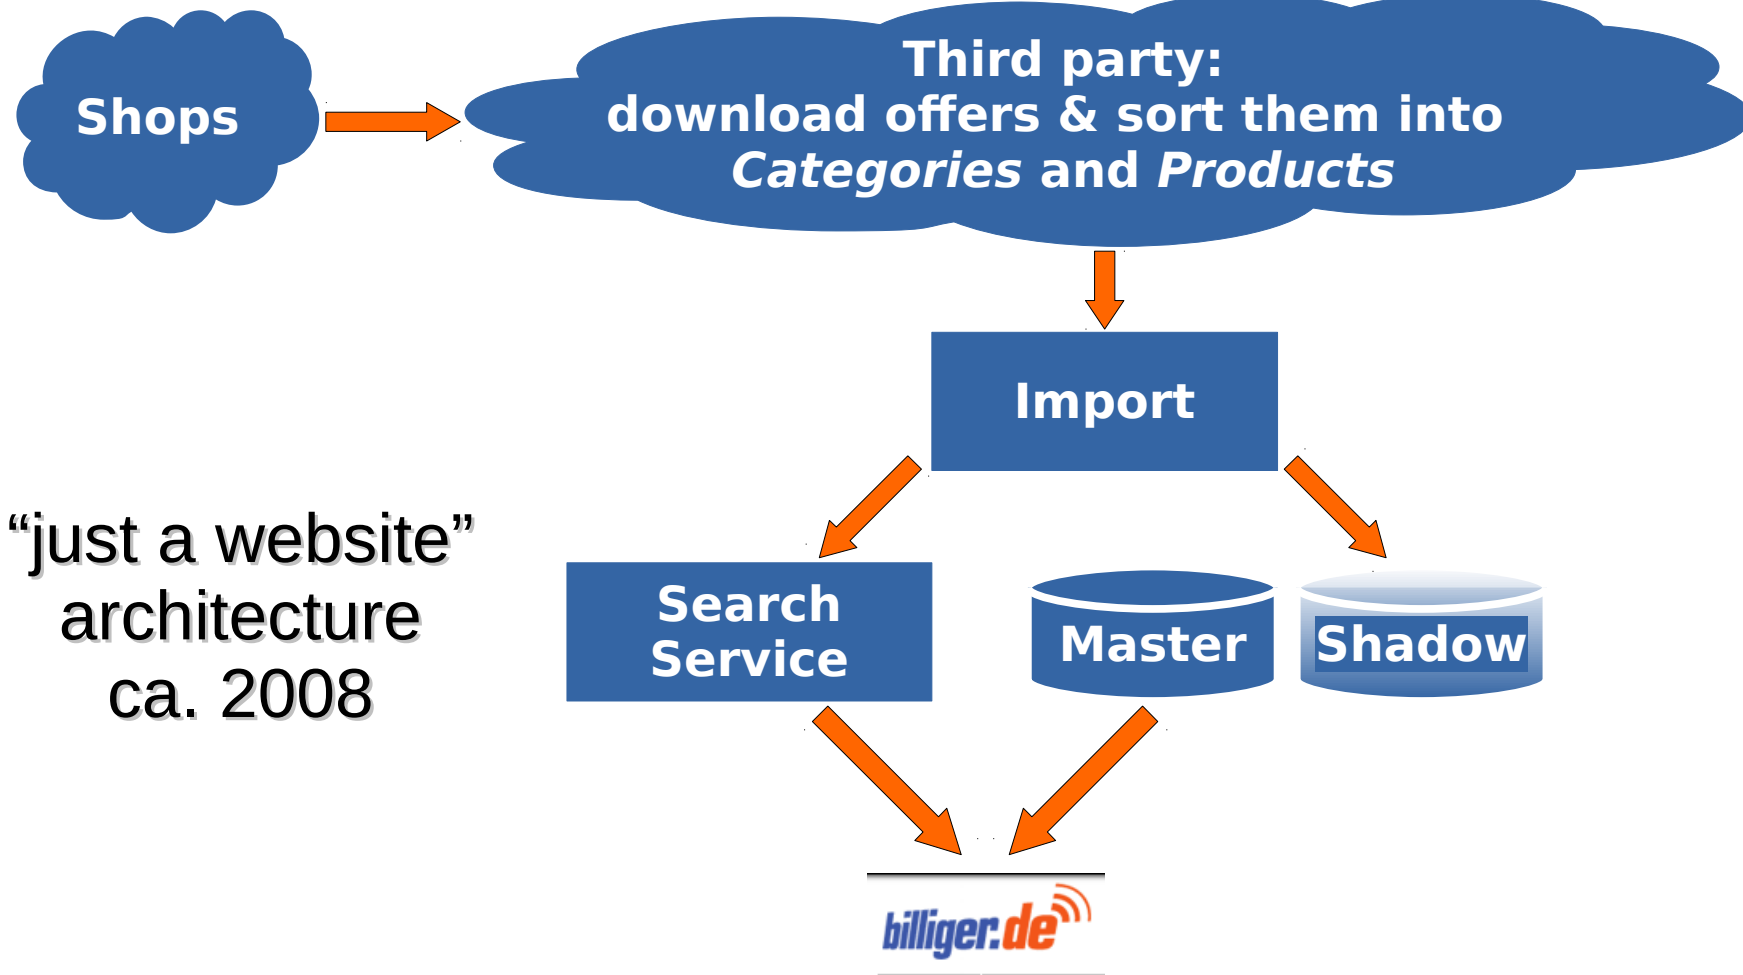 Shops
Third party:
download offers & sort them into
Categories and Products
Import
“just a website”
architecture
ca. 2008
Search
Service
Master
Shadow
billiger.de